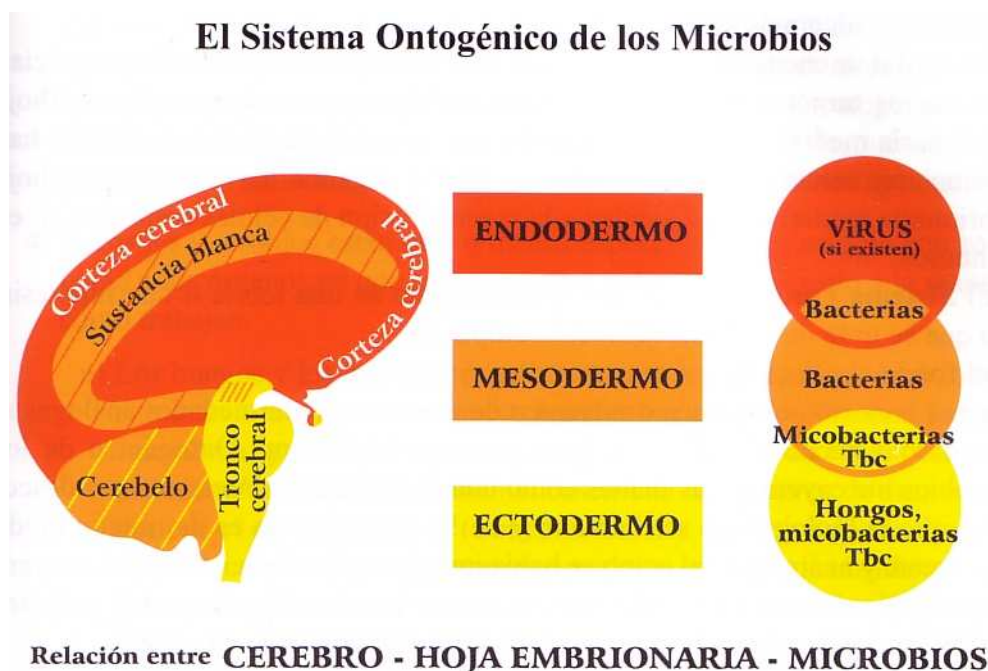 El Sistema Ontogénico de los Microbios
Corteza cerebral
Sustancia blanca
Corteza cerebral
Cerebelo
Tronco
cerebral
ENDODERMO
MESODERMO
ECTODERMO
ViRUS
(si existen)
Bacterias
Bacterias
Micobacterias
Tbc
Hongos,
micobacterias
Tbc
Relación entre CEREBRO - HOJA EMBRIONARIA - MICROBIOS